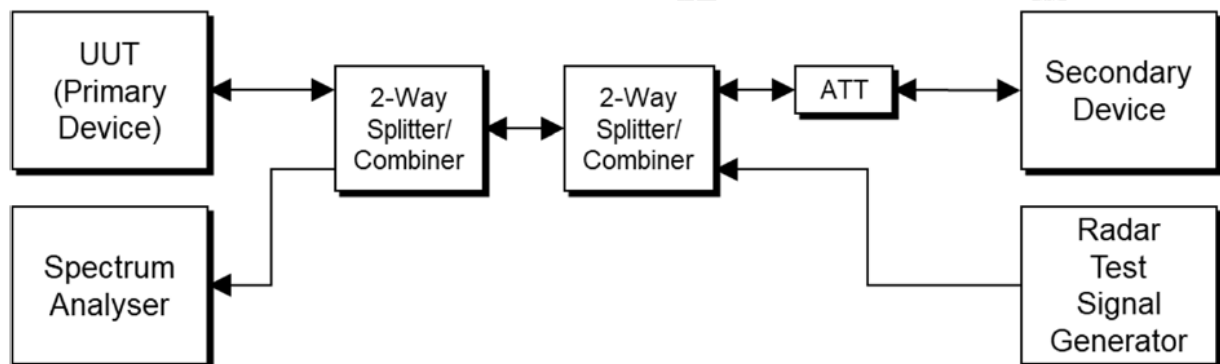 UUT
(Primary
Device)
2-Way
Splitter/
Combiner
2-Way
Splitter/
Combiner
ATT
Secondary
Device
Spectrum
Analyser
Radar
Test
Signal
Generator